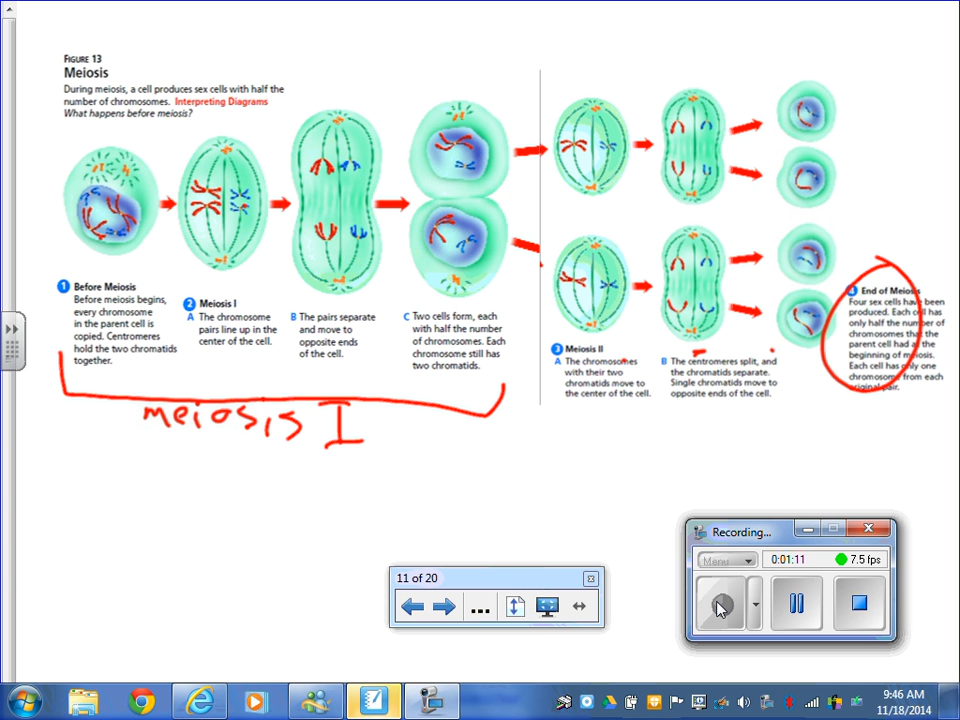 FIGURE 13
Meiosis
During meiosis, a cell produces sex cells with half the
number of chromosomes. Interpreting Diagrams
What happens before meiosis?
1 Before Meiosis
Before meiosis begins,
every chromosome
in the parent cell is
copied. Centromeres
hold the two chromatids
together.
2 Meiosis I
A The chromosome
pairs line up in the
center of the cell.
B The pairs separate
and move to
opposite ends
of the cell.
C Two cells form, each
with half the number
of chromosomes. Each
chromosome still has
two chromatids.
3 Meiosis II
A The chromosomes
with their two
chromatids move to
the center of the cell.
B The centromeres split, and
the chromatids separate.
Single chromatids move to
opposite ends of the cell.
End of Meiosis
Four sex cells have been
produced. Each cell has
only half the number of
chromosomes that the
parent cell had at the
beginning of meiosis.
Each cell has only one
chromosome from each
original pair.
meiosis I
Recording...
Menu
0:01:11
7.5 fps
11 of 20
9:46 AM
11/18/2014